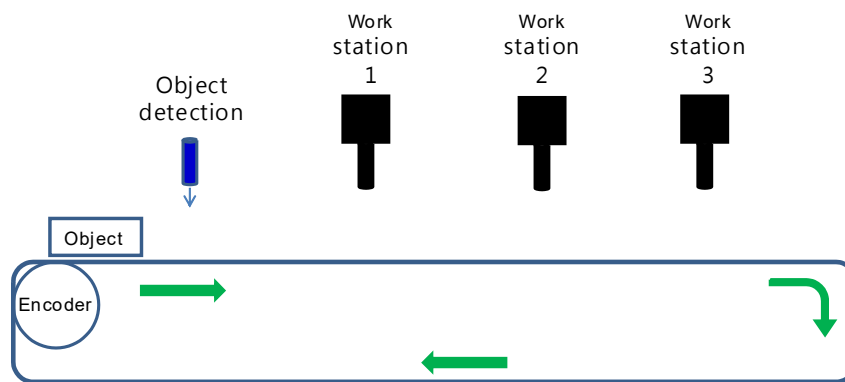 Work
station
1
Work
station
2
Work
station
3
Object
detection
Object
Encoder